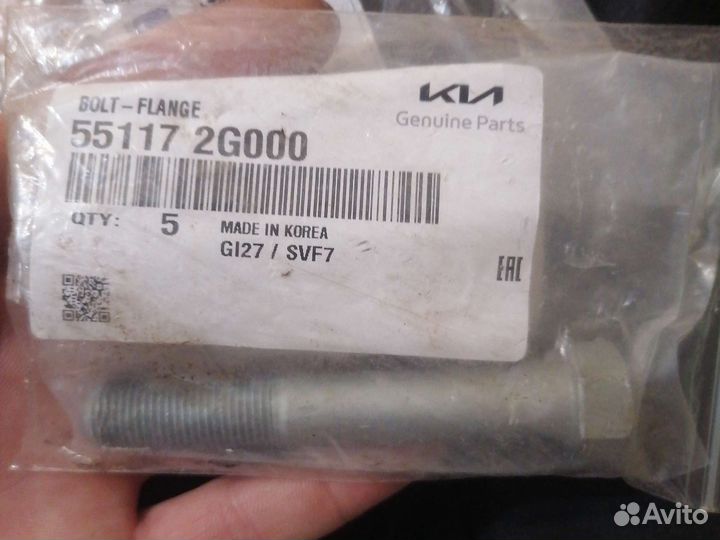 BOLT-FLANGE
KIA
55117 2G000
Genuine Parts
QTY: 5
MADE IN KOREA
GI27 / SVF7
EAC
Avito